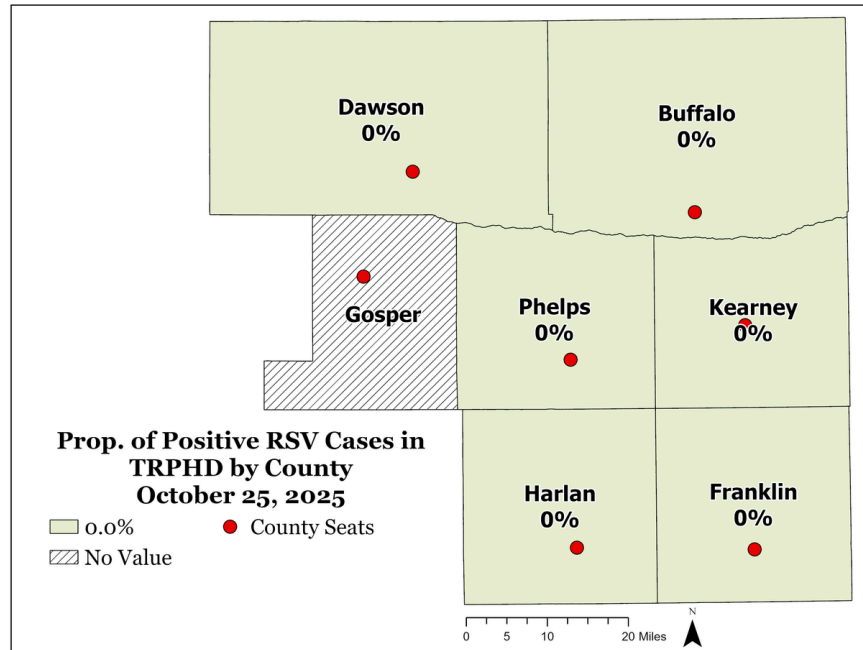 Dawson
0%
Buffalo
0%
Gosper
Phelps
0%
Kearney
0%
Harlan
0%
Franklin
0%
Prop. of Positive RSV Cases in
TRPHD by County
October 25, 2025
0.0%
County Seats
No Value
N
0 5 10 20 Miles